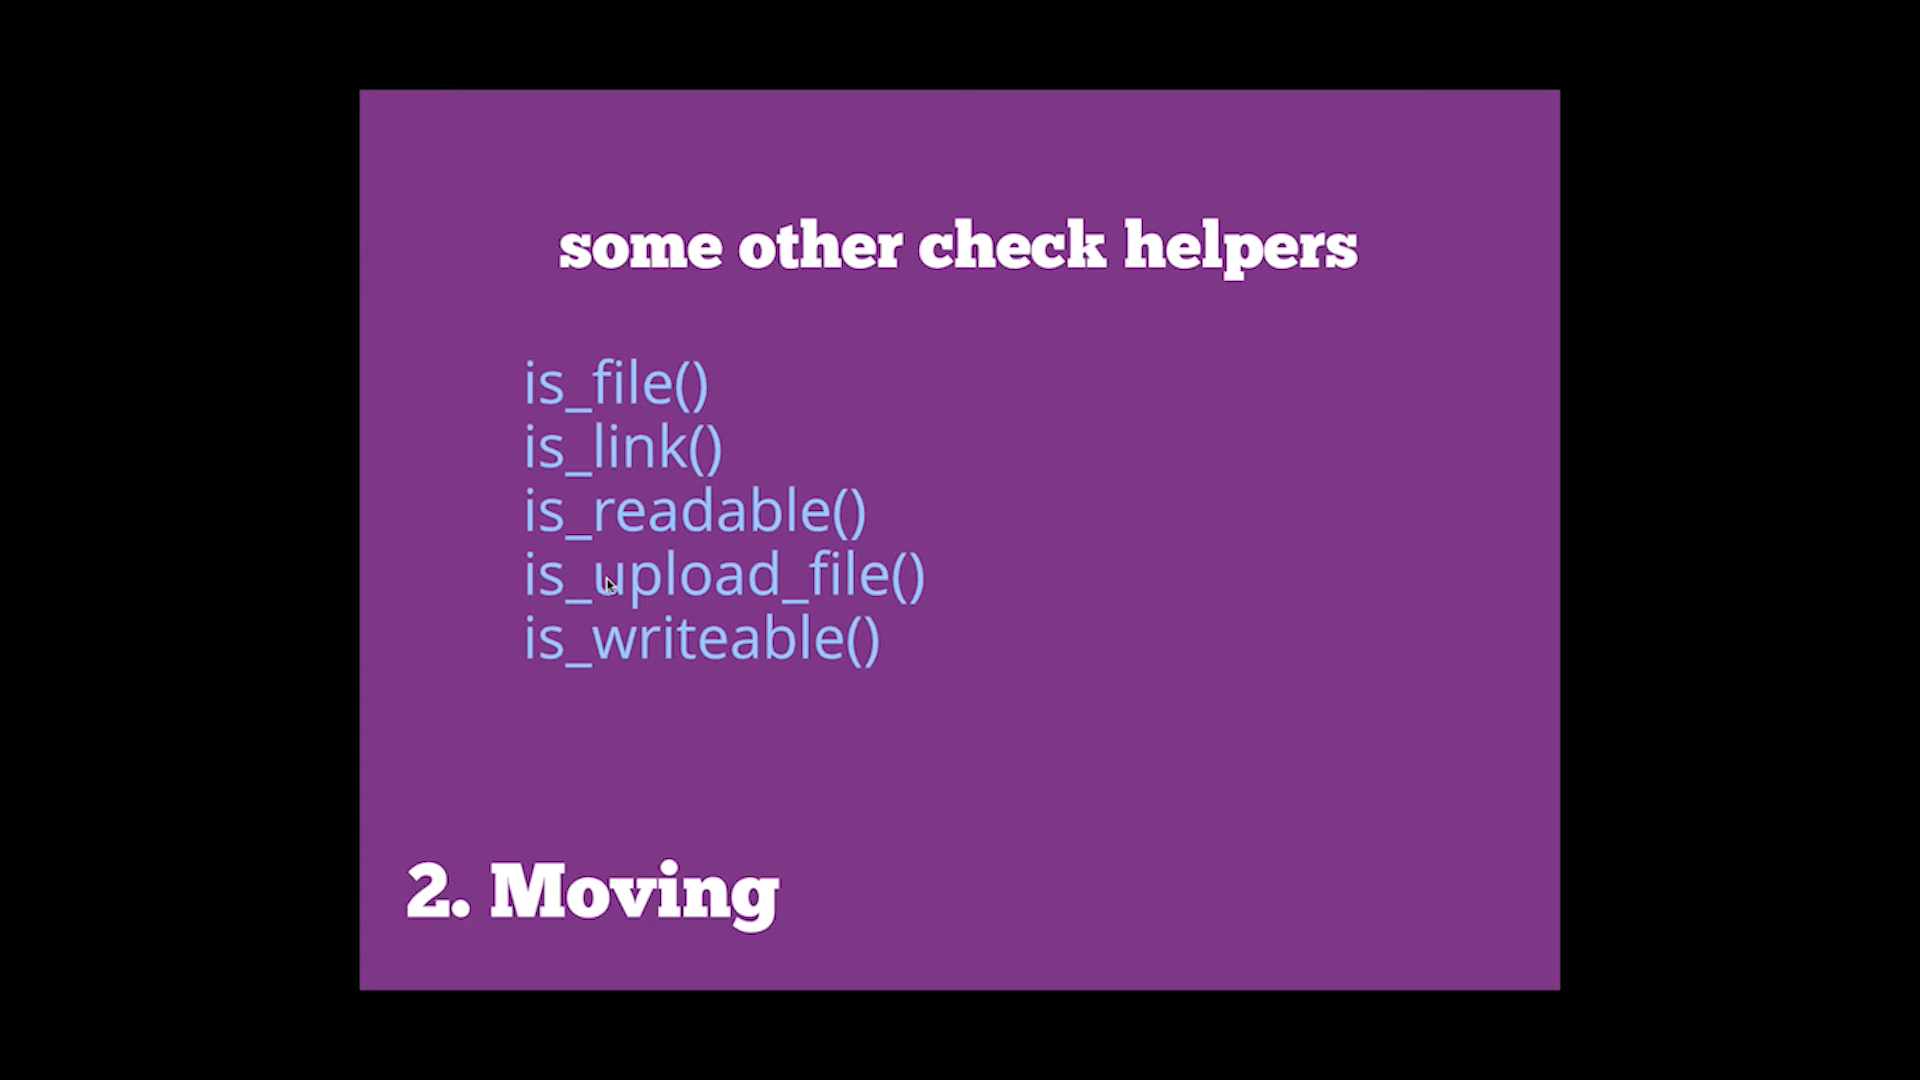 some other check helpers
is_file()
is_link()
is_readable()
is_upload_file()
is_writeable()
2. Moving